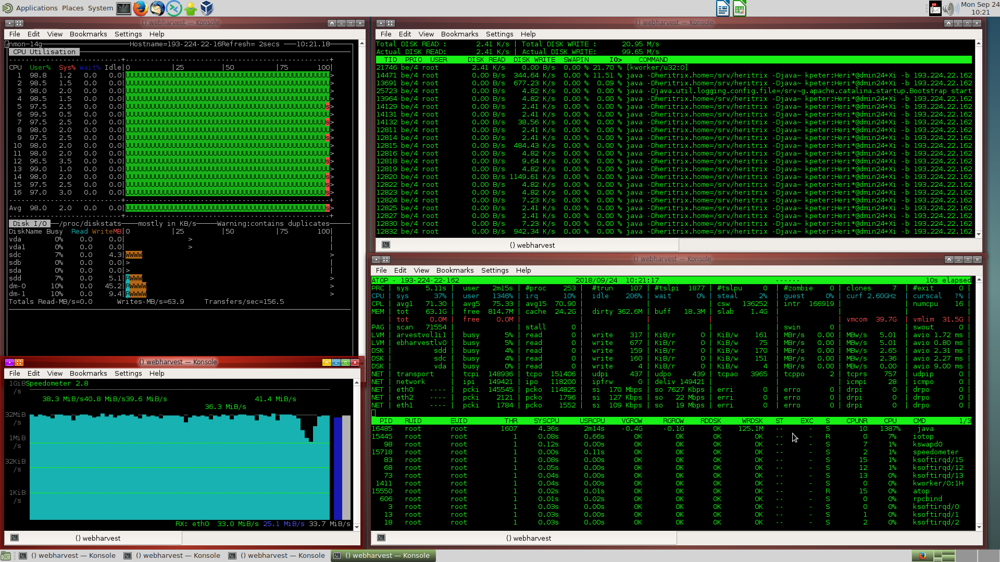 Applications Places System
Mon Sep 24
10:21
() webharvest — Konsole
File Edit View Bookmarks Settings Help
nmon-14g Hostname=193-224-22-16Refresh= 2secs 10:21.18
CPU Utilisation
CPU User% Sys% Wait% Idle|0 |25 |50 |75 100|
1 98.8 1.2 0.0 0.0|
2 98.5 1.5 0.0 0.0|
3 98.0 2.0 0.0 0.0|
4 98.5 1.5 0.0 0.0|
5 97.5 2.5 0.0 0.0|
6 99.5 0.5 0.0 0.0|
7 97.5 2.5 0.0 0.0|
8 98.0 2.0 0.0 0.0|
9 97.5 2.5 0.0 0.0|
10 98.0 2.0 0.0 0.0|
11 98.0 2.0 0.0 0.0|
12 96.5 3.5 0.0 0.0|
13 99.0 1.0 0.0 0.0|
14 98.0 2.0 0.0 0.0|
15 97.5 2.5 0.0 0.0|
16 97.0 3.0 0.0 0.0|
Avg 98.0 2.0 0.0 0.0|
Disk I/O /proc/diskstats mostly in KB/s Warning:contains duplicates
DiskName Busy Read WriteMB|0 |25 |50 |75 100|
vda 0% 0.0 0.0| >
vda1 0% 0.0 0.0| >
sdc 7% 0.0 4.3|WWWW >
sdb 0% 0.0 0.0|>
sda 0% 0.0 0.0|>
sdd 7% 0.0 5.1|RWWW >
dm-0 10% 0.0 45.2|RWWWW >
dm-1 10% 0.0 9.4|RWWWW >
Totals Read-MB/s=0.0 Writes-MB/s=63.9 Transfers/sec=156.5
() webharvest — Konsole
File Edit View Bookmarks Settings Help
Total DISK READ : 2.41 K/s | Total DISK WRITE : 20.95 M/s
Actual DISK READ: 2.41 K/s | Actual DISK WRITE: 99.65 M/s
TID PRIO USER DISK READ DISK WRITE SWAPIN IO> COMMAND
21746 be/4 root 2.41 K/s 0.00 B/s 0.00 % 21.70 % [kworker/u32:0]
14471 be/4 root 0.00 B/s 344.64 K/s 0.00 % 11.51 % java -Dheritrix.home=/srv/heritrix -Djava~ kpeter:Heri*@dmin24+Xi -b 193.224.22.162
13691 be/4 root 0.00 B/s 677.23 K/s 0.00 % 0.09 % java -Dheritrix.home=/srv/heritrix -Djava~ kpeter:Heri*@dmin24+Xi -b 193.224.22.162
25723 be/4 root 0.00 B/s 4.82 K/s 0.00 % 0.00 % java -Djava.util.logging.config.file=/srv~g.apache.catalina.startup.Bootstrap start
13964 be/4 root 0.00 B/s 4.82 K/s 0.00 % 0.00 % java -Dheritrix.home=/srv/heritrix -Djava~ kpeter:Heri*@dmin24+Xi -b 193.224.22.162
14129 be/4 root 0.00 B/s 2.41 K/s 0.00 % 0.00 % java -Dheritrix.home=/srv/heritrix -Djava~ kpeter:Heri*@dmin24+Xi -b 193.224.22.162
14131 be/4 root 0.00 B/s 2.41 K/s 0.00 % 0.00 % java -Dheritrix.home=/srv/heritrix -Djava~ kpeter:Heri*@dmin24+Xi -b 193.224.22.162
14132 be/4 root 0.00 B/s 38.56 K/s 0.00 % 0.00 % java -Dheritrix.home=/srv/heritrix -Djava~ kpeter:Heri*@dmin24+Xi -b 193.224.22.162
12811 be/4 root 0.00 B/s 2.41 K/s 0.00 % 0.00 % java -Dheritrix.home=/srv/heritrix -Djava~ kpeter:Heri*@dmin24+Xi -b 193.224.22.162
12814 be/4 root 0.00 B/s 2.41 K/s 0.00 % 0.00 % java -Dheritrix.home=/srv/heritrix -Djava~ kpeter:Heri*@dmin24+Xi -b 193.224.22.162
12815 be/4 root 0.00 B/s 484.43 K/s 0.00 % 0.00 % java -Dheritrix.home=/srv/heritrix -Djava~ kpeter:Heri*@dmin24+Xi -b 193.224.22.162
12816 be/4 root 0.00 B/s 4.82 K/s 0.00 % 0.00 % java -Dheritrix.home=/srv/heritrix -Djava~ kpeter:Heri*@dmin24+Xi -b 193.224.22.162
12818 be/4 root 0.00 B/s 9.64 K/s 0.00 % 0.00 % java -Dheritrix.home=/srv/heritrix -Djava~ kpeter:Heri*@dmin24+Xi -b 193.224.22.162
12819 be/4 root 0.00 B/s 4.82 K/s 0.00 % 0.00 % java -Dheritrix.home=/srv/heritrix -Djava~ kpeter:Heri*@dmin24+Xi -b 193.224.22.162
12820 be/4 root 0.00 B/s 1149.61 K/s 0.00 % 0.00 % java -Dheritrix.home=/srv/heritrix -Djava~ kpeter:Heri*@dmin24+Xi -b 193.224.22.162
12822 be/4 root 0.00 B/s 4.82 K/s 0.00 % 0.00 % java -Dheritrix.home=/srv/heritrix -Djava~ kpeter:Heri*@dmin24+Xi -b 193.224.22.162
12823 be/4 root 0.00 B/s 4.82 K/s 0.00 % 0.00 % java -Dheritrix.home=/srv/heritrix -Djava~ kpeter:Heri*@dmin24+Xi -b 193.224.22.162
12824 be/4 root 0.00 B/s 7.23 K/s 0.00 % 0.00 % java -Dheritrix.home=/srv/heritrix -Djava~ kpeter:Heri*@dmin24+Xi -b 193.224.22.162
12825 be/4 root 0.00 B/s 2.41 K/s 0.00 % 0.00 % java -Dheritrix.home=/srv/heritrix -Djava~ kpeter:Heri*@dmin24+Xi -b 193.224.22.162
12827 be/4 root 0.00 B/s 2.41 K/s 0.00 % 0.00 % java -Dheritrix.home=/srv/heritrix -Djava~ kpeter:Heri*@dmin24+Xi -b 193.224.22.162
12830 be/4 root 0.00 B/s 7.23 K/s 0.00 % 0.00 % java -Dheritrix.home=/srv/heritrix -Djava~ kpeter:Heri*@dmin24+Xi -b 193.224.22.162
12832 be/4 root 0.00 B/s 942.34 K/s 0.00 % 0.00 % java -Dheritrix.home=/srv/heritrix -Djava~ kpeter:Heri*@dmin24+Xi -b 193.224.22.162
() webharvest
() webharvest — Konsole
File Edit View Bookmarks Settings Help
1GiB Speedometer 2.8
/s
38.3 MiB/s40.8 MiB/s39.6 MiB/s 41.4 MiB/s
36.3 MiB/s
32MiB
/s
1MiB
/s
32KiB
/s
1KiB
/s
RX: eth0 33.0 MiB/s 25.1 MiB/s 33.7 MiB/s
() webharvest
() webharvest — Konsole
File Edit View Bookmarks Settings Help
ATOP - 193-224-22-162 2018/09/24 10:21:17 ------ 10s elapsed
PRC | sys 5.11s | user 2m15s | #proc 253 | #trun 107 | #tslpi 1877 | #tslpu 0 | #zombie 0 | clones 7 | #exit 0 |
CPU | sys 37% | user 1346% | irq 10% | idle 206% | wait 0% | steal 2% | guest 0% | curf 2.60GHz | curscal ?% |
CPL | avg1 71.30 | avg5 75.33 | avg15 70.90 | | | csw 136252 | intr 166919 | | numcpu 16 |
MEM | tot 63.1G | free 814.7M | cache 24.2G | dirty 362.6M | buff 18.3M | slab 1.4G | | | |
| tot 0.0M | free 0.0M | | | | | | vmcom 39.7G | vmlim 31.5G |
PAG | scan 71554 | | stall 0 | | | | swin 0 | | swout 0 |
LVM | arvestvol1i1 | busy 5% | read 0 | write 317 | KiB/r 0 | KiB/w 161 | MBr/s 0.00 | MBw/s 5.01 | avio 1.72 ms |
LVM | ebharvestlv0 | busy 5% | read 0 | write 677 | KiB/r 0 | KiB/w 75 | MBr/s 0.00 | MBw/s 5.01 | avio 0.80 ms |
DSK | sdd | busy 4% | read 0 | write 159 | KiB/r 0 | KiB/w 170 | MBr/s 0.00 | MBw/s 2.65 | avio 2.31 ms |
DSK | sdc | busy 4% | read 0 | write 160 | KiB/r 0 | KiB/w 151 | MBr/s 0.00 | MBw/s 2.36 | avio 2.27 ms |
DSK | vda | busy 0% | read 0 | write 4 | KiB/r 0 | KiB/w 4 | MBr/s 0.00 | MBw/s 0.00 | avio 9.00 ms |
NET | transport | tcpi 148936 | tcpo 151406 | udpi 437 | udpo 439 | tcpao 3965 | tcppo 2 | tcprs 757 | udpip 0 |
NET | network | ipi 149421 | ipo 118200 | ipfrw 0 | deliv 149421 | | | icmpi 28 | icmpo 0 |
NET | eth0 ---- | pcki 145545 | pcko 114825 | si 170 Mbps | so 7627 Kbps | erri 0 | erro 0 | drpi 0 | drpo 0 |
NET | eth2 ---- | pcki 2121 | pcko 1796 | si 127 Kbps | so 22 Mbps | erri 0 | erro 0 | drpi 0 | drpo 0 |
NET | eth1 ---- | pcki 1784 | pcko 1552 | si 109 Kbps | so 19 Mbps | erri 0 | erro 0 | drpi 0 | drpo 0 |
PID RUID EUID THR SYSCPU USRCPU VGROW RGROW RDDSK WRDSK ST EXC S CPUNR CPU CMD 1/3
16485 root root 1607 4.36s 2m14s -0.4G -0.1G 0K 125.1M -- - S 10 1387% java
15445 root root 1 0.08s 0.66s 0K 0K 0K 0K -- - R 0 7% iotop
98 root root 1 0.12s 0.00s 0K 0K 0K 0K -- - S 7 1% kswapd0
15718 root root 1 0.00s 0.11s 0K 0K 0K 0K -- - S 2 1% speedometer
83 root root 1 0.08s 0.00s 0K 0K 0K 0K -- - S 15 1% ksoftirqd/15
68 root root 1 0.05s 0.00s 0K 0K 0K 0K -- - S 12 1% ksoftirqd/12
73 root root 1 0.04s 0.00s 0K 0K 0K 0K -- - S 13 0% ksoftirqd/13
1411 root root 1 0.04s 0.00s 0K 0K 0K 0K -- - S 0 0% kworker/0:1H
15550 root root 1 0.02s 0.01s 0K 0K 0K 0K -- - R 15 0% atop
606 root root 1 0.01s 0.02s 0K 0K 0K 0K -- - S 0 0% rpcbind
3 root root 1 0.03s 0.00s 0K 0K 0K 0K -- - S 0 0% ksoftirqd/0
13 root root 1 0.03s 0.00s 0K 0K 0K 0K -- - S 1 0% ksoftirqd/1
18 root root 1 0.03s 0.00s 0K 0K 0K 0K -- - S 2 0% ksoftirqd/2
() webharvest
() webharvest — Konsole () webharvest — Konsole () webharvest — Konsole () webharvest — Konsole